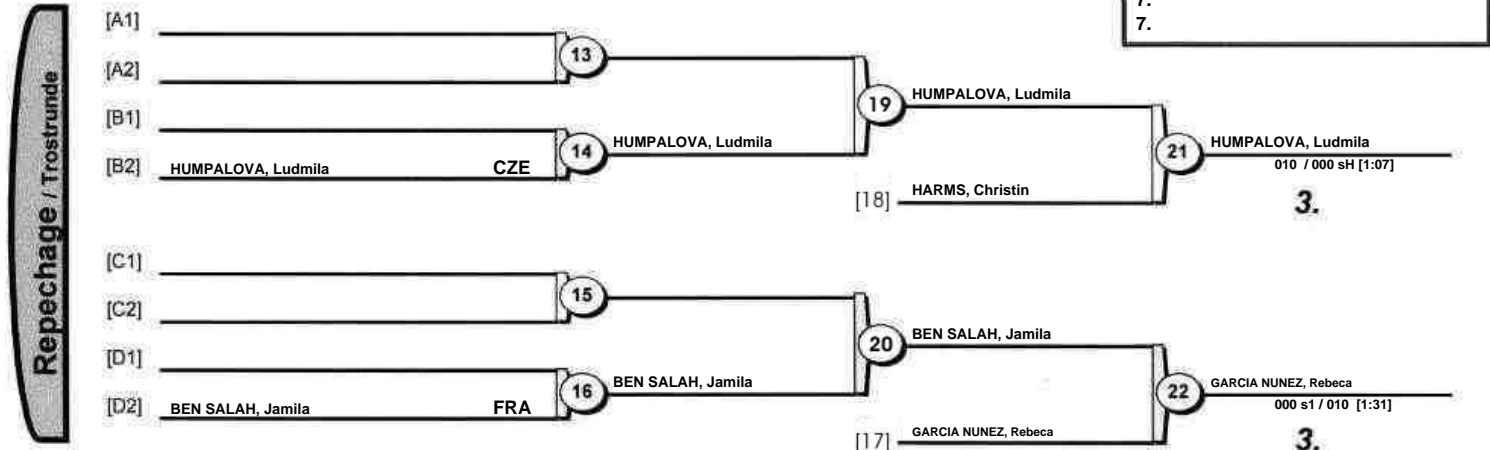 7.
7.
Repechage / Trostrunde
[A1]
13
[A2]
HUMPALOVA, Ludmila
19
[B1]
HUMPALOVA, Ludmila
14
HUMPALOVA, Ludmila
21
[B2] HUMPALOVA, Ludmila CZE
010 / 000 sH [1:07]
[18] HARMS, Christin
3.
[C1]
15
[C2]
BEN SALAH, Jamila
20
[D1]
BEN SALAH, Jamila
16
GARCIA NUNEZ, Rebeca
22
[D2] BEN SALAH, Jamila FRA
000 s1 / 010 [1:31]
[17] GARCIA NUNEZ, Rebeca
3.